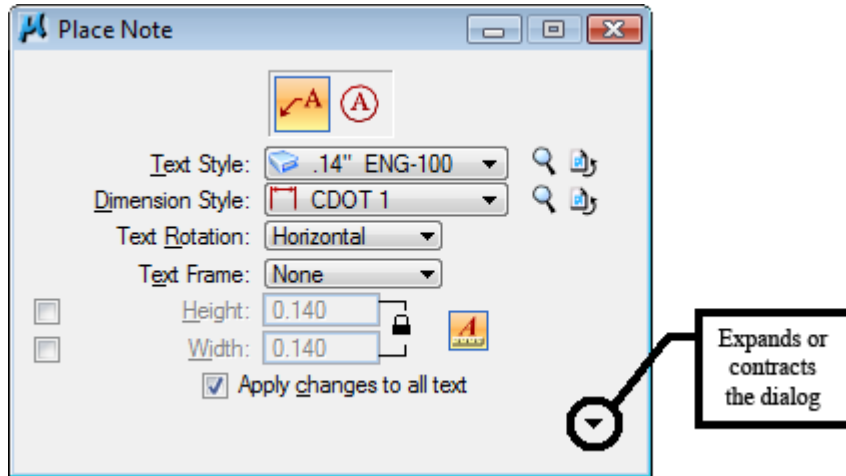 Place Note
A A
Text Style: .14" ENG-100
Dimension Style: CDOT 1
Text Rotation: Horizontal
Text Frame: None
Height: 0.140
Width: 0.140
A
Apply changes to all text
Expands or
contracts
the dialog